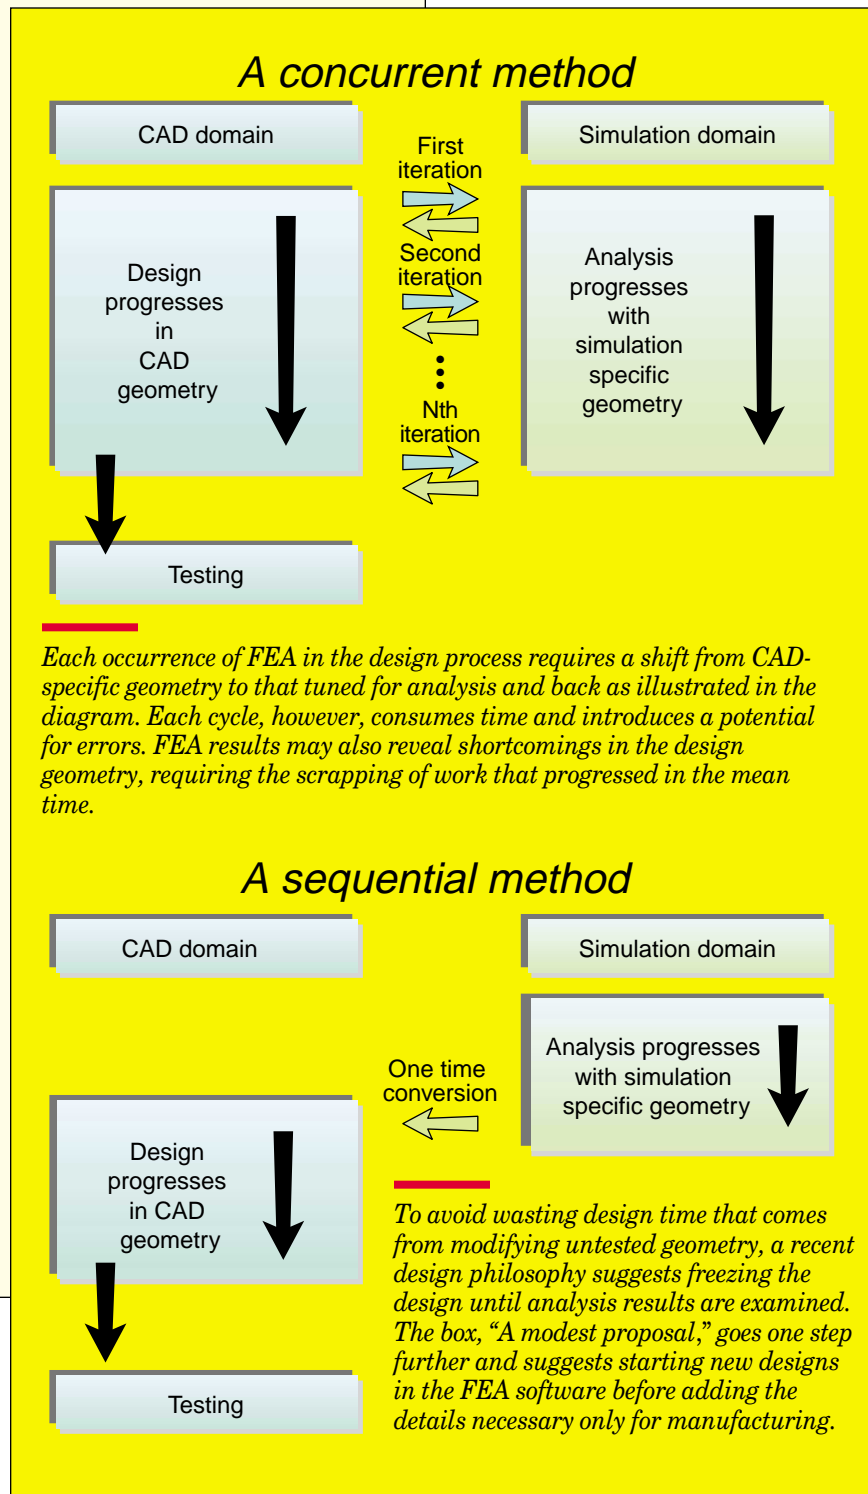 A concurrent method
CAD domain
Simulation domain
First
iteration
Second
iteration
Nth
iteration
Design
progresses
in
CAD
geometry
Analysis
progresses
with
simulation
specific
geometry
Testing
Each occurrence of FEA in the design process requires a shift from CAD-
specific geometry to that tuned for analysis and back as illustrated in the
diagram. Each cycle, however, consumes time and introduces a potential
for errors. FEA results may also reveal shortcomings in the design
geometry, requiring the scrapping of work that progressed in the mean
time.
A sequential method
CAD domain
Simulation domain
Analysis progresses
with simulation
specific geometry
One time
conversion
Design
progresses
in CAD
geometry
Testing
To avoid wasting design time that comes
from modifying untested geometry, a recent
design philosophy suggests freezing the
design until analysis results are examined.
The box, “A modest proposal,” goes one step
further and suggests starting new designs
in the FEA software before adding the
details necessary only for manufacturing.